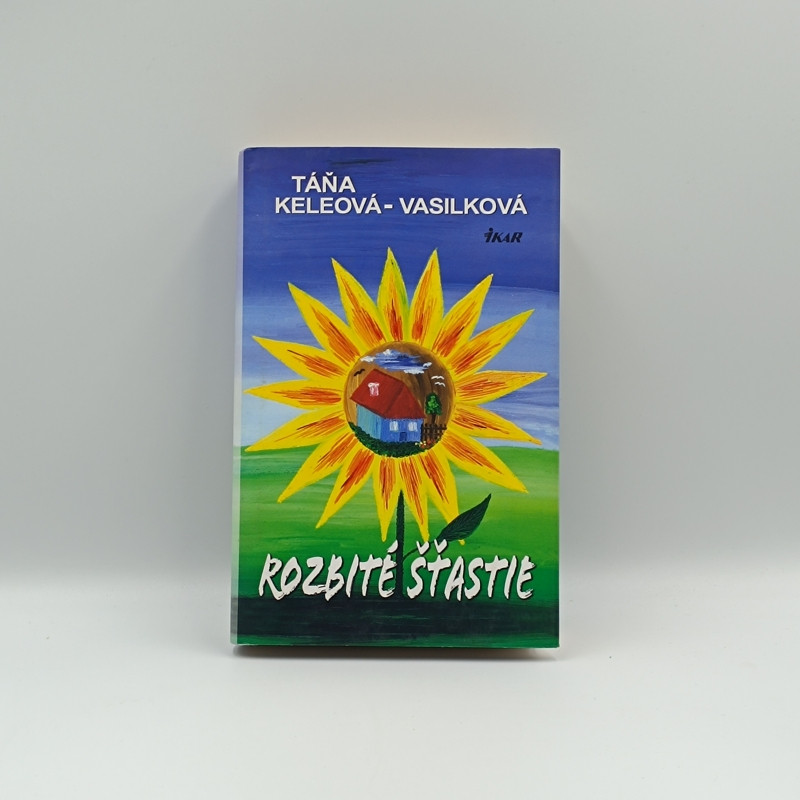 TÁŇA
KELEOVÁ-VASILKOVÁ
IKAR
ROZBITÉ ŠŤASTIE